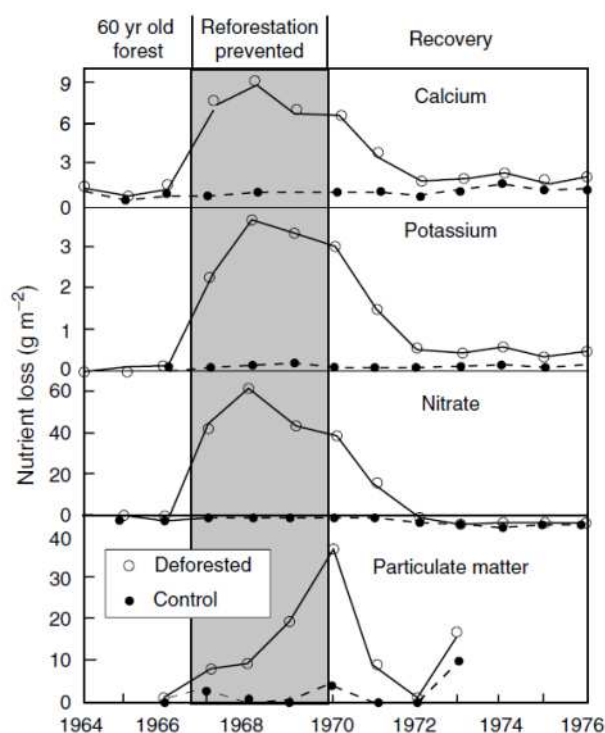 60 yr old
forest
Reforestation
prevented
Recovery
Nutrient loss (g m−2)
9
6
3
0
Calcium
3
2
1
0
Potassium
60
40
20
0
Nitrate
40
30
20
10
0
Particulate matter
Deforested
Control
1964 1966 1968 1970 1972 1974 1976